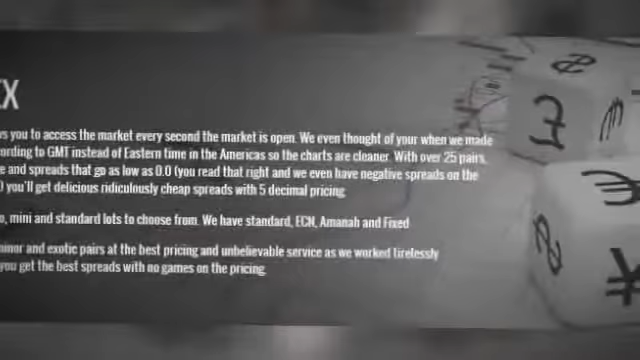 X
you to access the market every second the market is open. We even thought of your when we made
GMT instead of Eastern time in the Americas so the charts are cleaner. With over 25 pairs,
and spreads that go as low as 0.0 (you read that right and we even have negative spreads on the
) you'll get delicious ridiculously cheap spreads with 5 decimal pricing
, mini and standard lots to choose from. We have standard, ECN, Amanah and Fixed
and exotic pairs at the best pricing and unbelievable service as we worked tirelessly
you get the best spreads with no games on the pricing.
$
£
€
¥